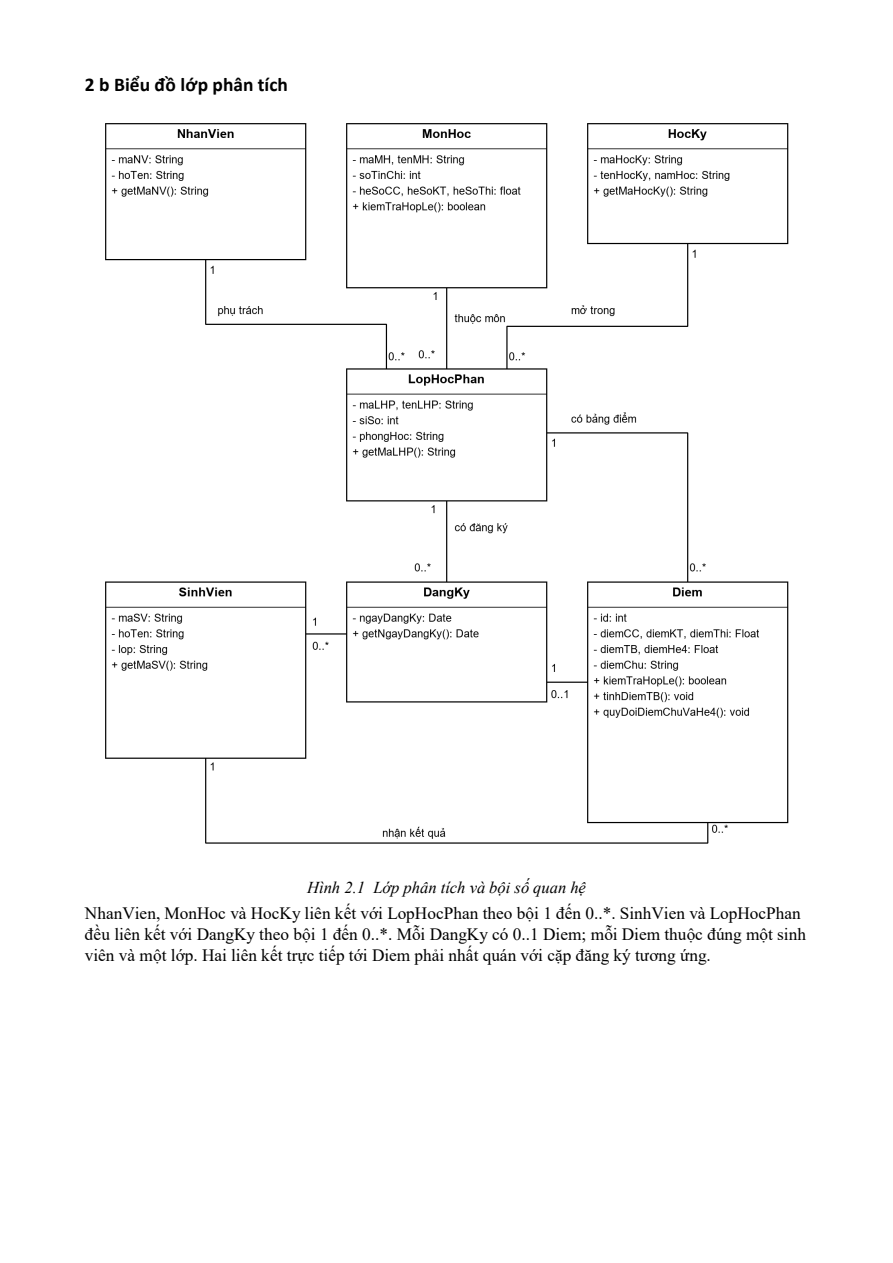 2 b Biểu đồ lớp phân tích
NhanVien
- maNV: String
- hoTen: String
+ getMaNV(): String
MonHoc
- maMH, tenMH: String
- soTinChi: int
- heSoCC, heSoKT, heSoThi: float
+ kiemTraHopLe(): boolean
HocKy
- maHocKy: String
- tenHocKy, namHoc: String
+ getMaHocKy(): String
1
phụ trách
0..*
1
thuộc môn
0..*
1
mở trong
0..*
LopHocPhan
- maLHP, tenLHP: String
- siSo: int
- phongHoc: String
+ getMaLHP(): String
có bảng điểm
1
0..*
1
có đăng ký
0..*
SinhVien
- maSV: String
- hoTen: String
- lop: String
+ getMaSV(): String
1
0..*
DangKy
- ngayDangKy: Date
+ getNgayDangKy(): Date
1
0..1
Diem
- id: int
- diemCC, diemKT, diemThi: Float
- diemTB, diemHe4: Float
- diemChu: String
+ kiemTraHopLe(): boolean
+ tinhDiemTB(): void
+ quyDoiDiemChuVaHe4(): void
1
nhận kết quả
0..*
Hình 2.1 Lớp phân tích và bội số quan hệ
NhanVien, MonHoc và HocKy liên kết với LopHocPhan theo bội 1 đến 0..*. SinhVien và LopHocPhan
đều liên kết với DangKy theo bội 1 đến 0..*. Mỗi DangKy có 0..1 Diem; mỗi Diem thuộc đúng một sinh
viên và một lớp. Hai liên kết trực tiếp tới Diem phải nhất quán với cặp đăng ký tương ứng.